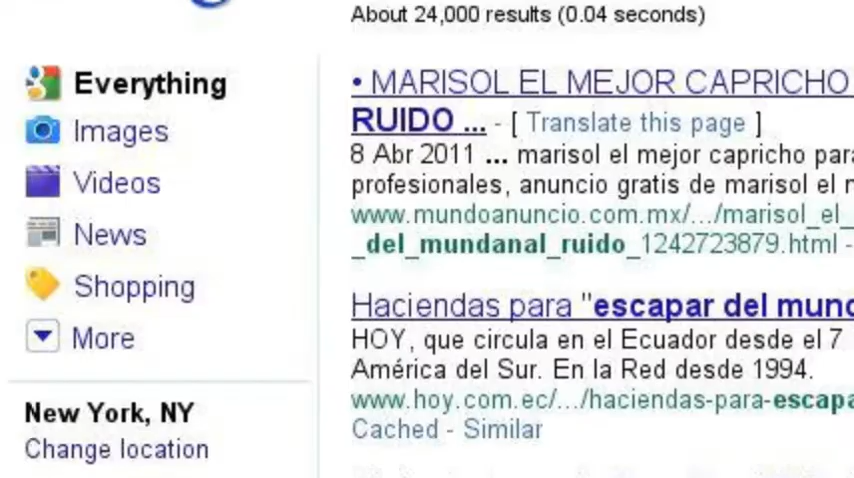 About 24,000 results (0.04 seconds)
Everything
Images
Videos
News
Shopping
More
New York, NY
Change location
• MARISOL EL MEJOR CAPRICHO
RUIDO ... - [ Translate this page ]
8 Abr 2011 ... marisol el mejor capricho para
profesionales, anuncio gratis de marisol el
www.mundoanuncio.com.mx/.../marisol_el_
_del_mundanal_ruido_1242723879.html -
Haciendas para "escapar del mund
HOY, que circula en el Ecuador desde el 7
América del Sur. En la Red desde 1994.
www.hoy.com.ec/.../haciendas-para-escapa
Cached - Similar